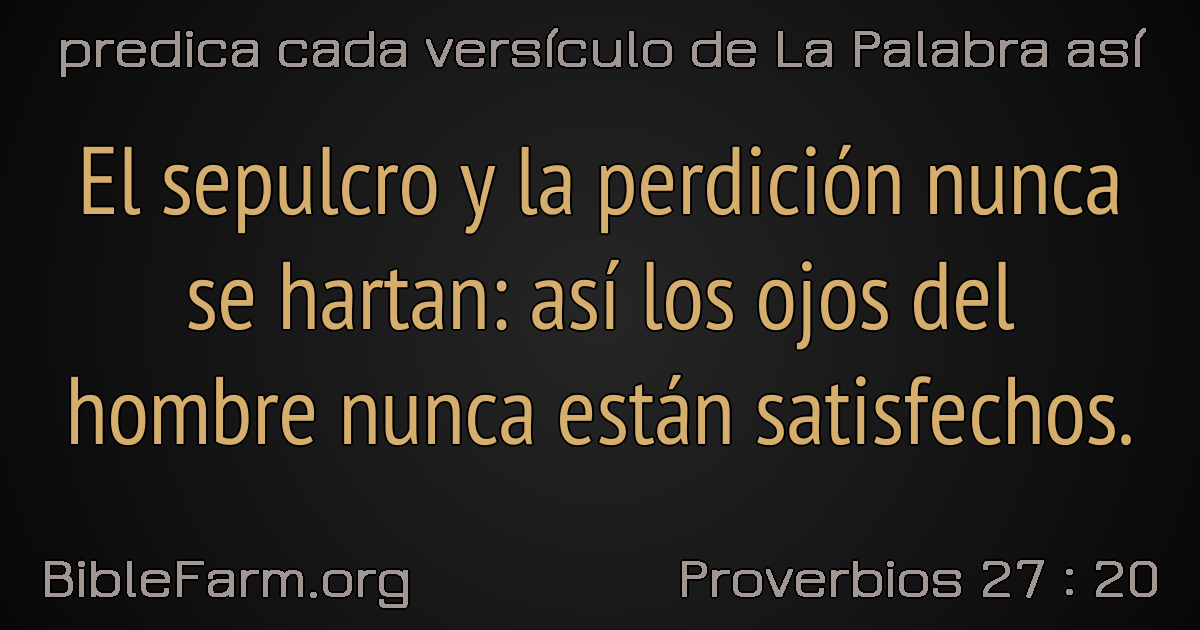 predica cada versículo de La Palabra así
El sepulcro y la perdición nunca
se hartan: así los ojos del
hombre nunca están satisfechos.
BibleFarm.org
Proverbios 27 : 20